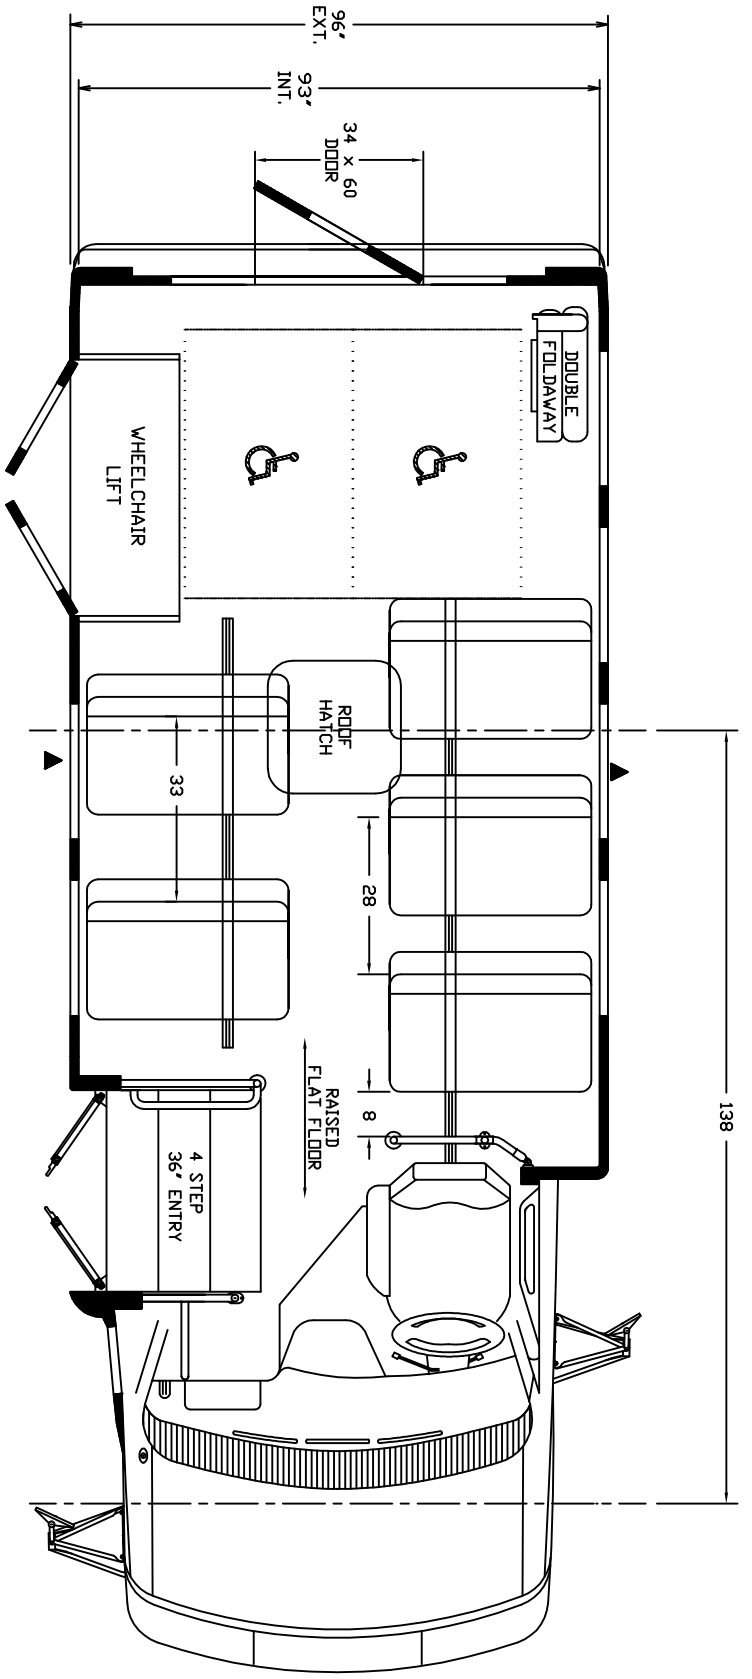 96"
EXT.
93"
INT.
34 x 60
DOOR
DOUBLE
FOLDAWAY
WHEELCHAIR
LIFT
ROOF
HATCH
33
28
138
8
RAISED
FLAT FLOOR
4 STEP
36" ENTRY